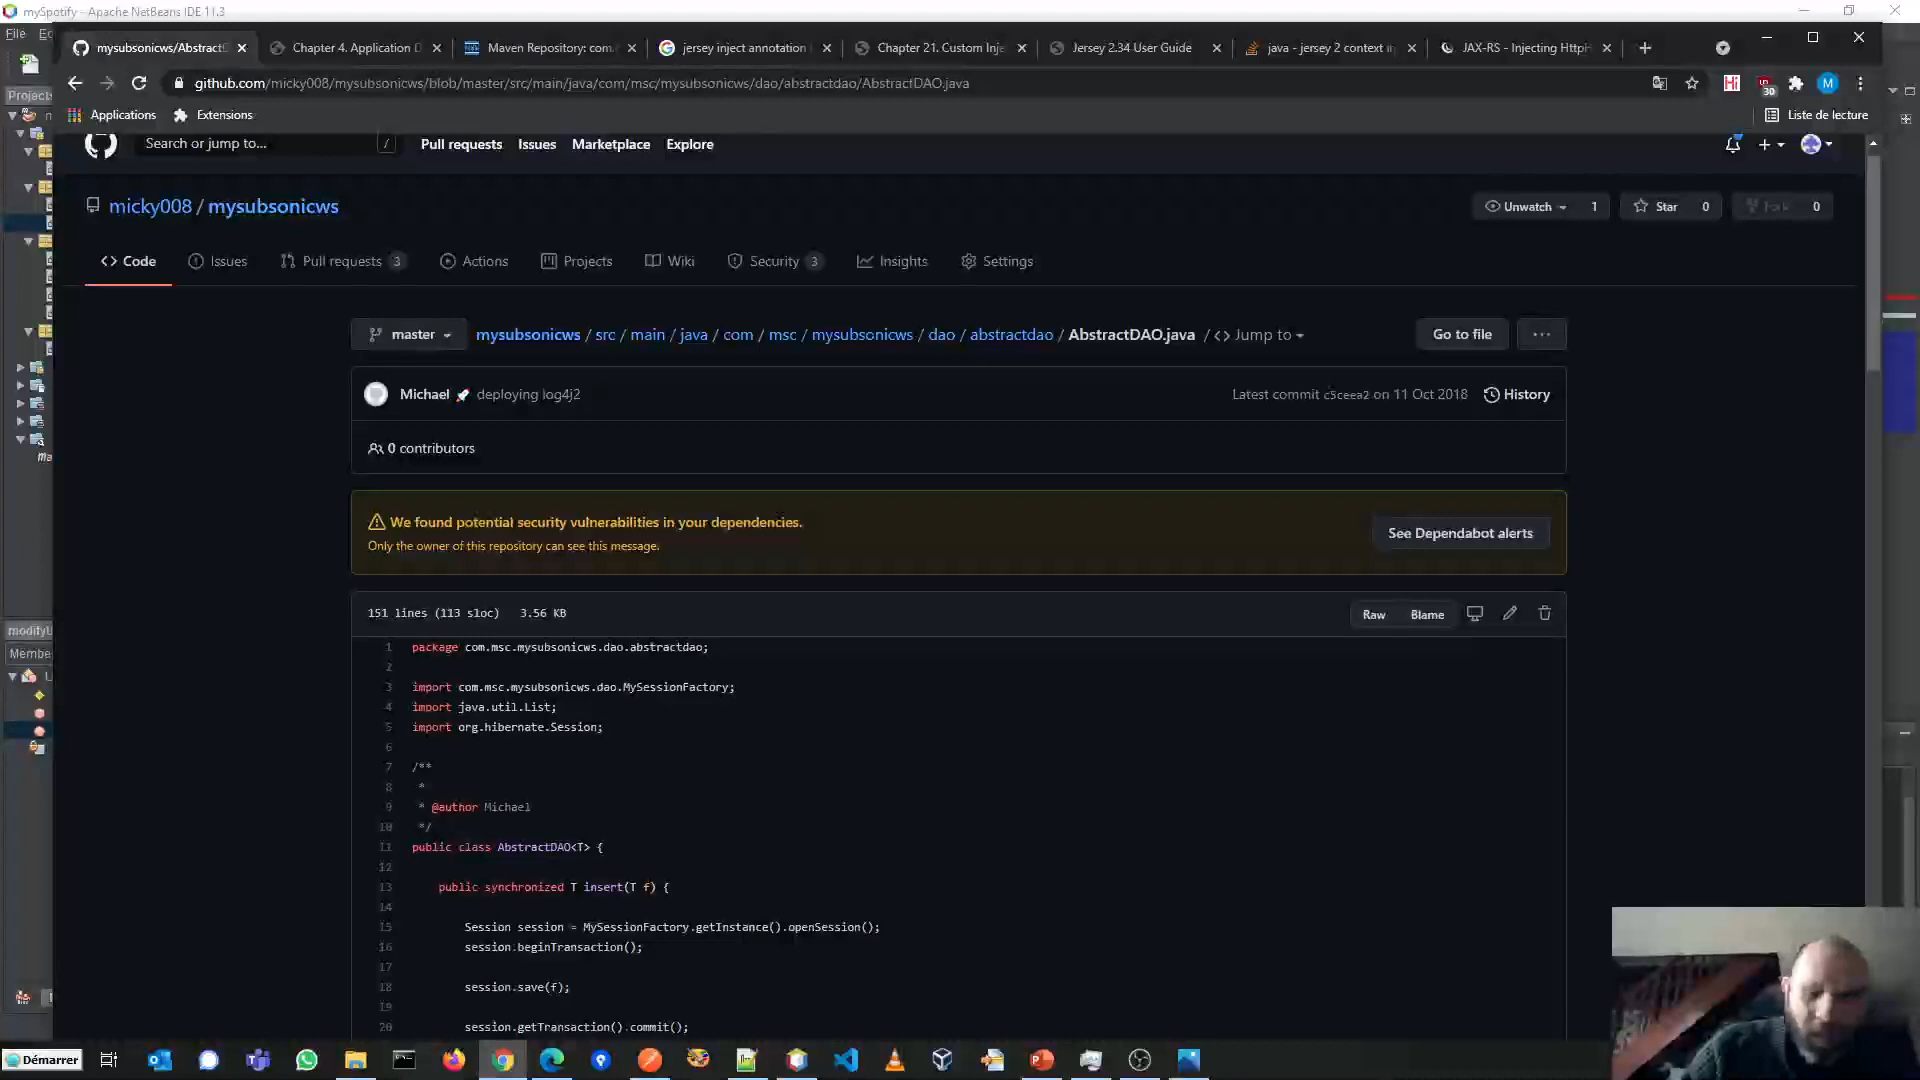 mySpotify - Apache NetBeans IDE 11.3
File
mysubsonicws/Abstract
Chapter 4. Application D
Maven Repository: com.
jersey inject annotation
Chapter 21. Custom Inje
Jersey 2.34 User Guide
java - jersey 2 context in
JAX-RS - Injecting HttpH
github.com/micky008/mysubsonicws/blob/master/src/main/java/com/msc/mysubsonicws/dao/abstractdao/AbstractDAO.java
30
M
Projects
Applications
Extensions
Liste de lecture
Search or jump to...
/
Pull requests
Issues
Marketplace
Explore
micky008 / mysubsonicws
Unwatch 1
Star 0
Fork 0
Code
Issues
Pull requests 3
Actions
Projects
Wiki
Security 3
Insights
Settings
master
mysubsonicws / src / main / java / com / msc / mysubsonicws / dao / abstractdao / AbstractDAO.java /
<> Jump to
Go to file
...
Michael 🚀 deploying log4j2
Latest commit c5ceea2 on 11 Oct 2018
History
0 contributors
We found potential security vulnerabilities in your dependencies.
Only the owner of this repository can see this message.
See Dependabot alerts
151 lines (113 sloc) 3.56 KB
Raw
Blame
1 package com.msc.mysubsonicws.dao.abstractdao;
2
3 import com.msc.mysubsonicws.dao.MySessionFactory;
4 import java.util.List;
5 import org.hibernate.Session;
6
7 /**
8 *
9 * @author Michael
10 */
11 public class AbstractDAO<T> {
12
13 public synchronized T insert(T f) {
14
15 Session session = MySessionFactory.getInstance().openSession();
16 session.beginTransaction();
17
18 session.save(f);
19
20 session.getTransaction().commit();
modifyU
Membe
Démarrer